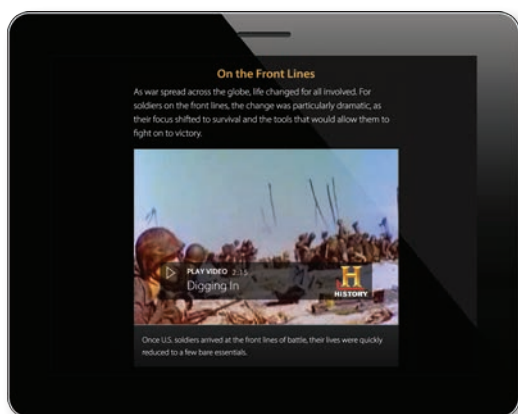 On the Front Lines
As war spread across the globe, life changed for all involved. For
soldiers on the front lines, the change was particularly dramatic, as
their focus shifted to survival and the tools that would allow them to
fight on to victory.
PLAY VIDEO 2:15
Digging In
H
HISTORY
Once U.S. soldiers arrived at the front lines of battle, their lives were quickly
reduced to a few bare essentials.